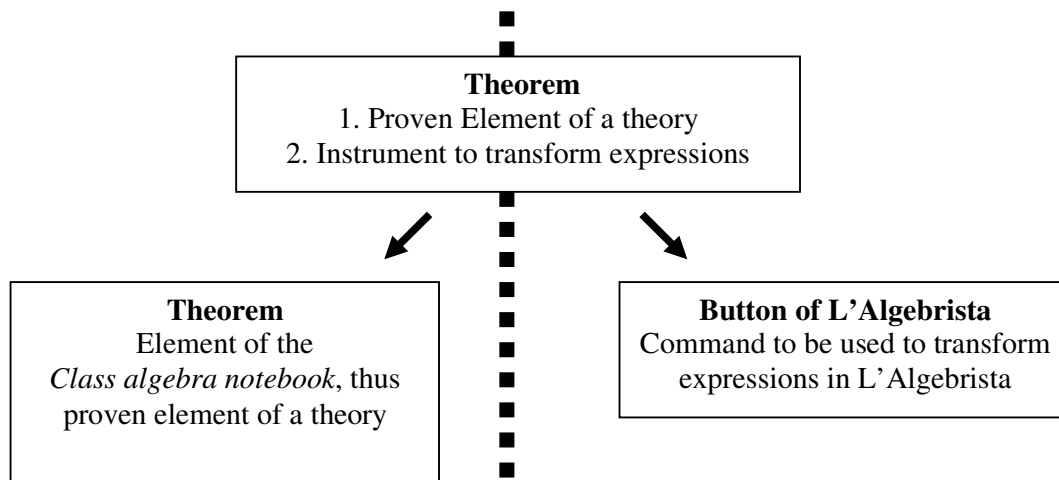 Theorem
1. Proven Element of a theory
2. Instrument to transform expressions
Theorem
Element of the
Class algebra notebook, thus
proven element of a theory
Button of L’Algebrista
Command to be used to transform
expressions in L’Algebrista